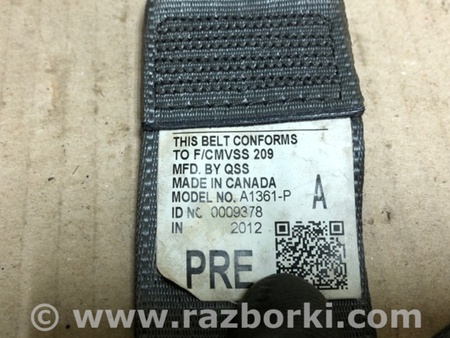 THIS BELT CONFORMS
TO F/CMVSS 209
MFD. BY QSS
MADE IN CANADA
MODEL NO. A1361-P
A
ID NO 0009378
IN 2012
PRE
© www.razborki.com